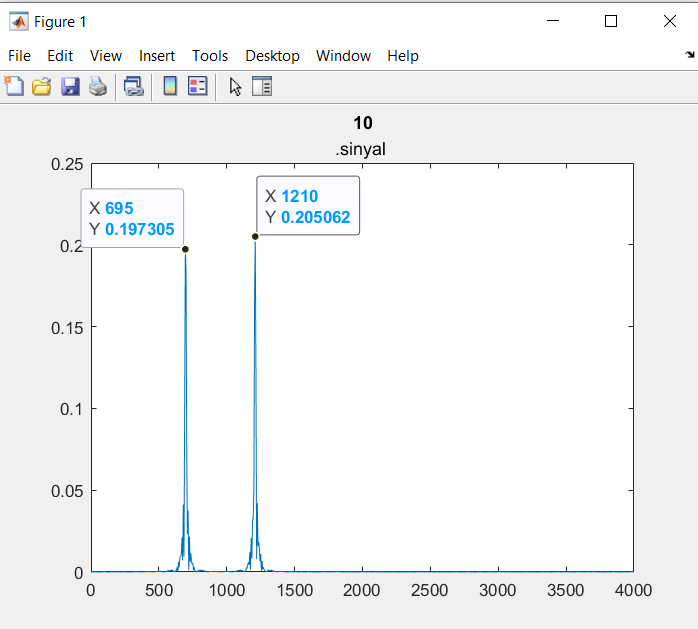 Figure 1
File Edit View Insert Tools Desktop Window Help
10
.sinyal
0.25
X 695
Y 0.197305
X 1210
Y 0.205062
0.2
0.15
0.1
0.05
0
0 500 1000 1500 2000 2500 3000 3500 4000